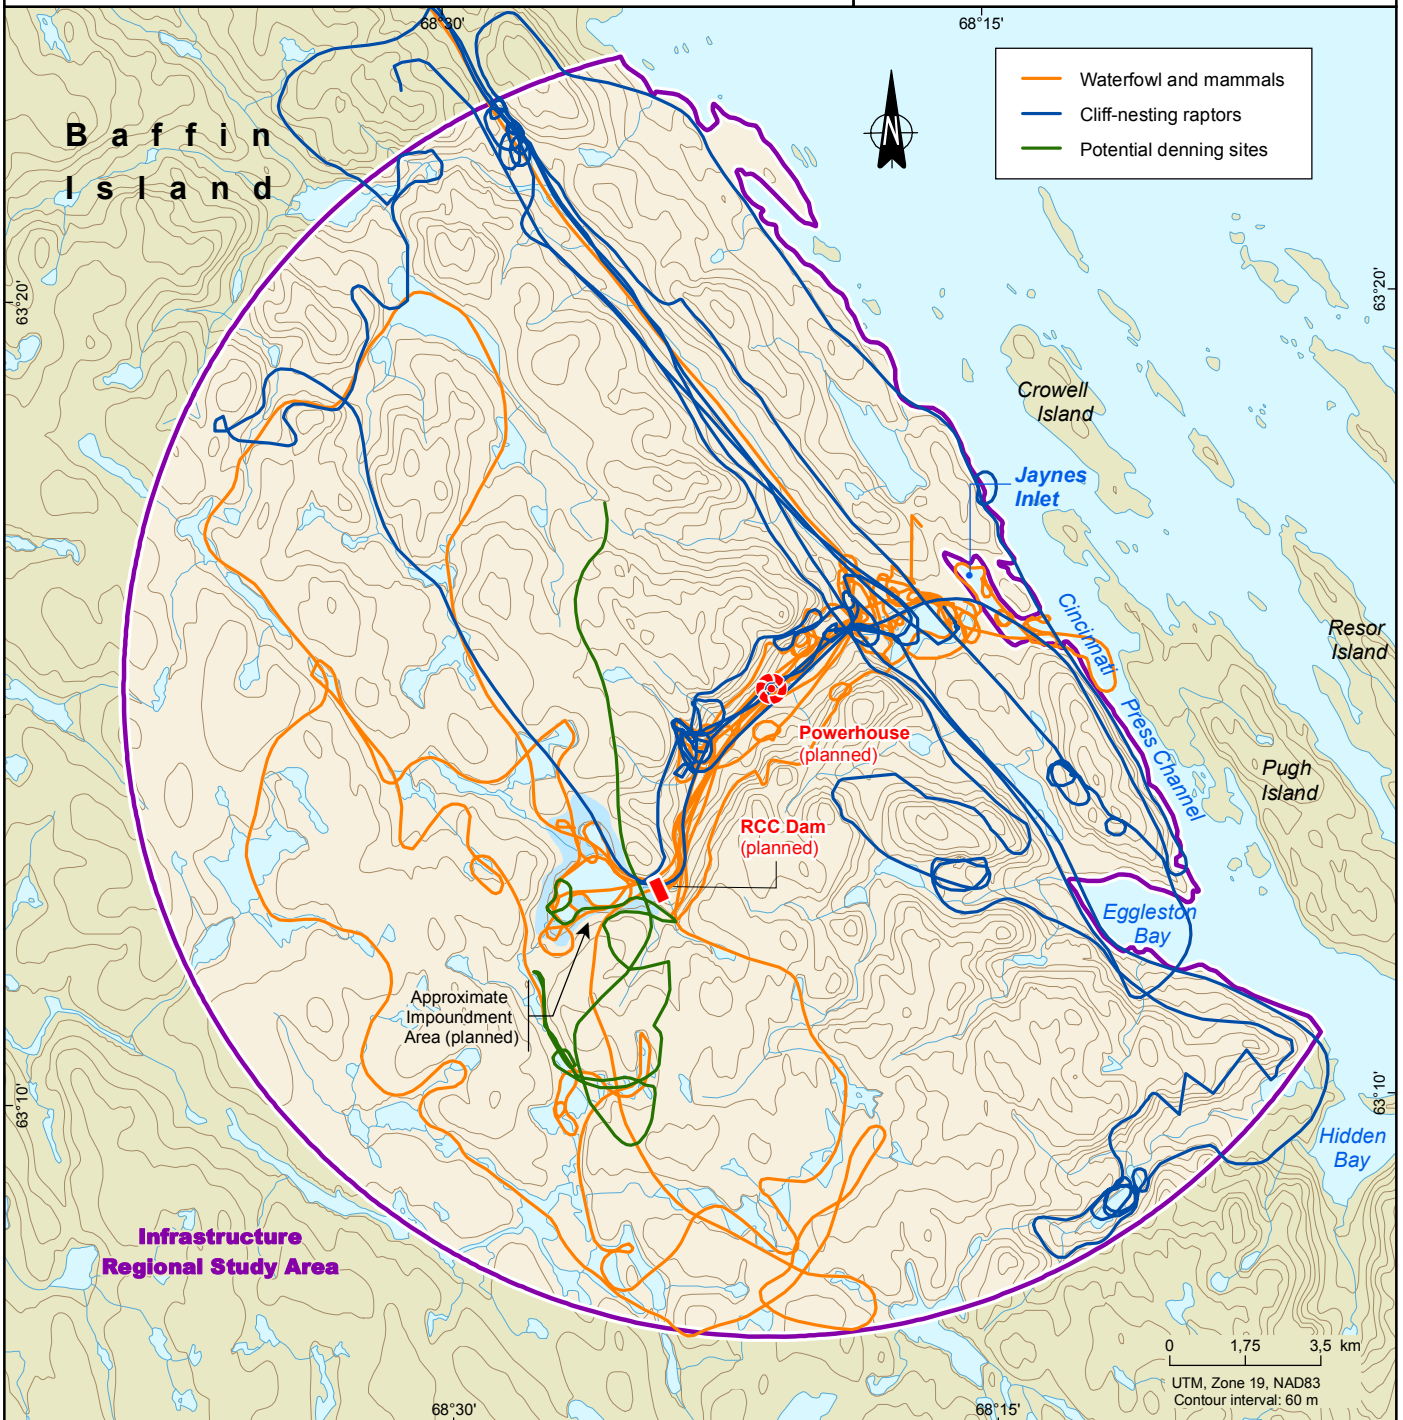 68°30'
68°15'
Waterfowl and mammals
Cliff-nesting raptors
Potential denning sites
N
Baffin
Island
63°20'
63°20'
Crowell
Island
Jaynes
Inlet
Cincinnati Press Channel
Resor
Island
Pugh
Island
Powerhouse
(planned)
RCC Dam
(planned)
Eggleston
Bay
Approximate
Impoundment
Area (planned)
63°10'
63°10'
Hidden
Bay
Infrastructure
Regional Study Area
0 1,75 3,5 km
UTM, Zone 19, NAD83
Contour interval: 60 m
68°30'
68°15'